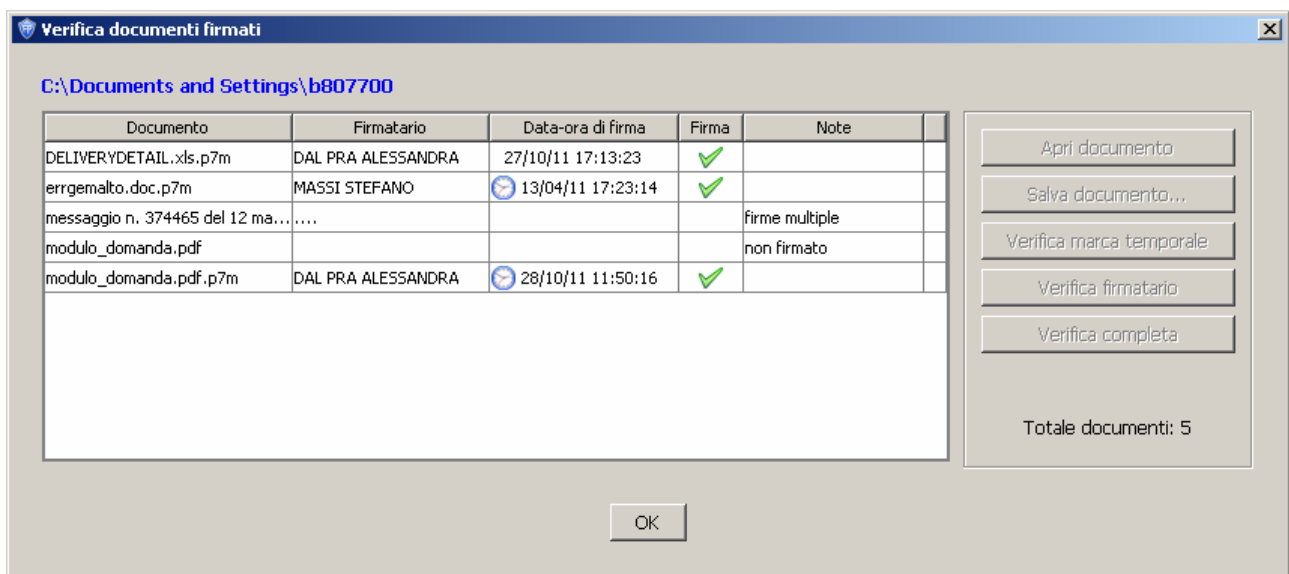 Verifica documenti firmati
C:\Documents and Settings\b807700
Documento Firmatario Data-ora di firma Firma Note
DELIVERYDETAIL.xls.p7m DAL PRA ALESSANDRA 27/10/11 17:13:23
errgemalto.doc.p7m MASSI STEFANO 13/04/11 17:23:14
messaggio n. 374465 del 12 ma... .... firme multiple
modulo_domanda.pdf non firmato
modulo_domanda.pdf.p7m DAL PRA ALESSANDRA 28/10/11 11:50:16
Apri documento
Salva documento...
Verifica marca temporale
Verifica firmatario
Verifica completa
Totale documenti: 5
OK